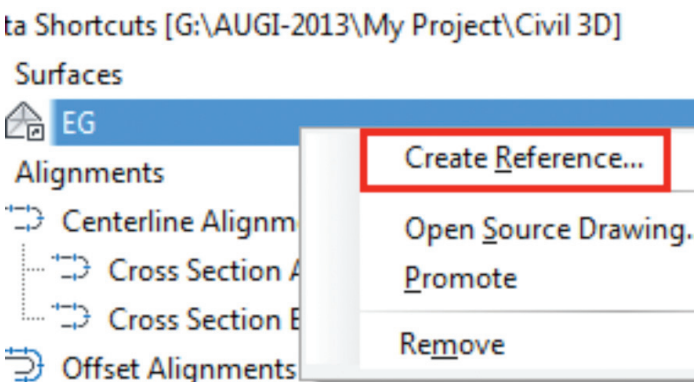 ta Shortcuts [G:\AUGI-2013\My Project\Civil 3D]
Surfaces
EG
Create Reference...
Alignments
Centerline Alignm
Open Source Drawing.
Cross Section A
Promote
Cross Section B
Remove
Offset Alignments